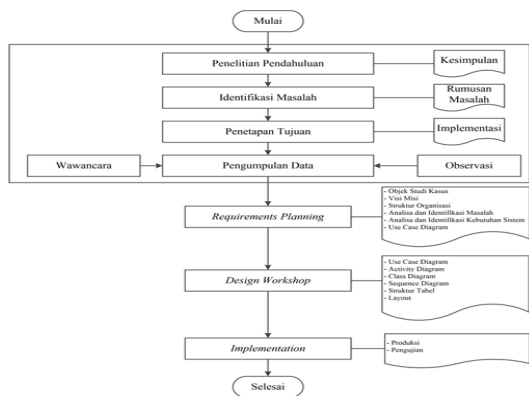 Mulai
Penelitian Pendahuluan
Kesimpulan
Identifikasi Masalah
Rumusan
Masalah
Penetapan Tujuan
Implementasi
Wawancara
Pengumpulan Data
Observasi
Requirements Planning
- Objek Studi Kasus
- Visi Misi
- Struktur Organisasi
- Analisa dan Identifikasi Masalah
- Analisa dan Identifikasi Kebutuhan Sistem
- Use Case Diagram
Design Workshop
- Use Case Diagram
- Activity Diagram
- Class Diagram
- Sequence Diagram
- Struktur Tabel
- Layout
Implementation
- Produksi
- Pengujian
Selesai